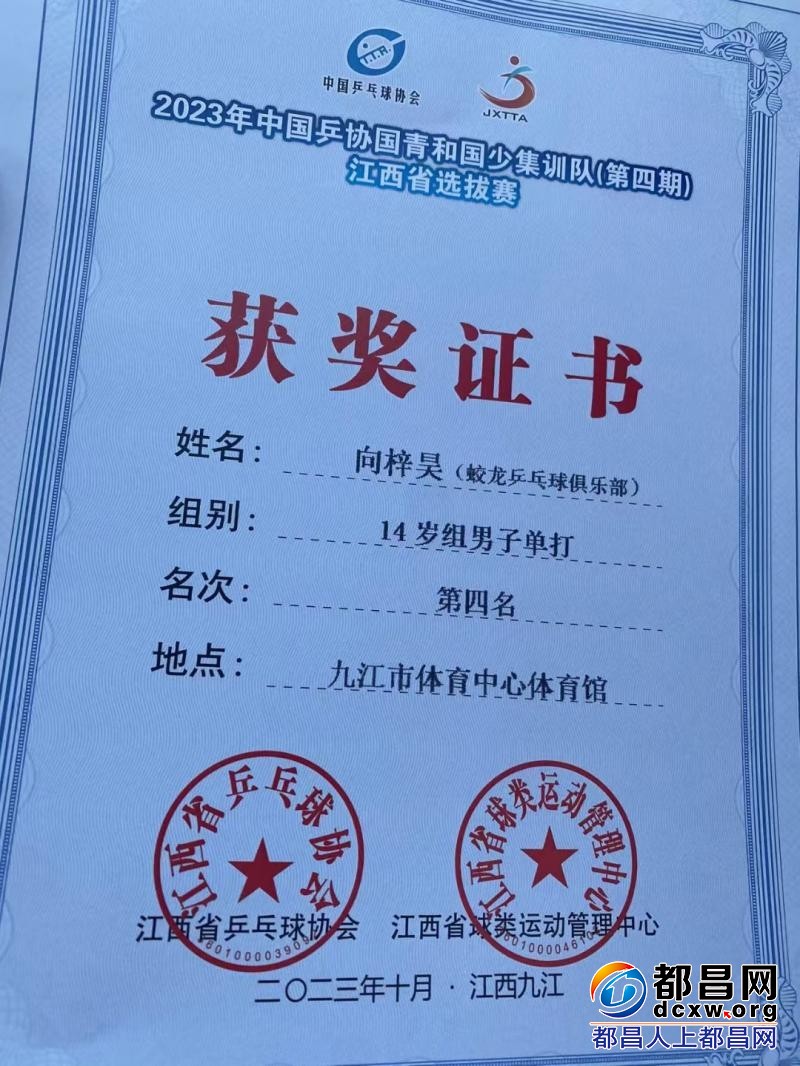 C.T.T.A.
中国乒乓球协会
JXTTA
2023年中国乒协国青和国少集训队(第四期)
江西省选拔赛
获奖证书
姓名： 向梓昊（蛟龙乒乓球俱乐部）
组别： 14岁组男子单打
名次： 第四名
地点： 九江市体育中心体育馆
江西省乒乓球协会
江西省球类运动管理中心
江西省乒乓球协会 江西省球类运动管理中心
二〇二三年十月·江西九江
都昌网
dcxw.org
都昌人上都昌网